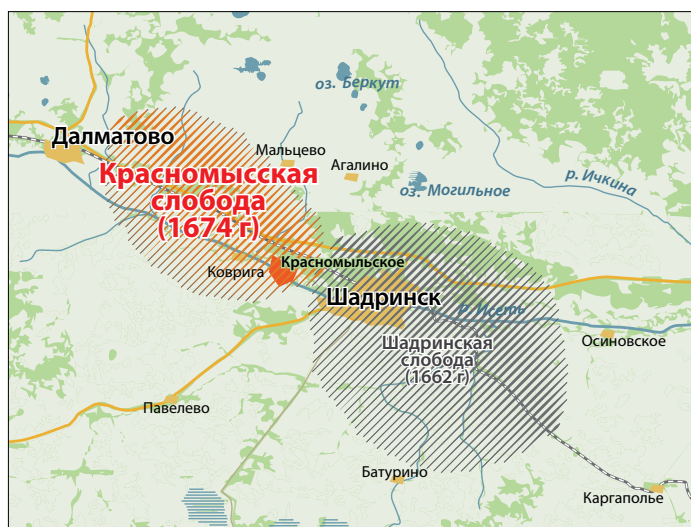 оз. Беркут
Далматово
Мальцево
Агалино
Красномысская
слобода
(1674 г)
оз. Могильное
р. Ичкина
Коврига
Красномыльское
Шадринск
р. Исеть
Шадринская
слобода
(1662 г)
Осиновское
Павелево
Батурино
Каргаполье